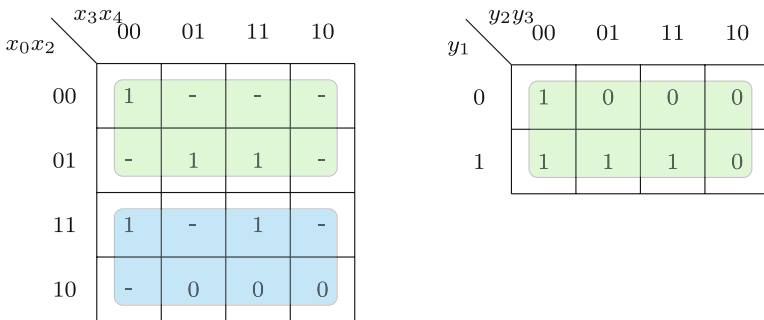 x₃x₄
x₀x₂ 00 01 11 10
00 1 - - -
01 - 1 1 -
11 1 - 1 -
10 - 0 0 0
y₂y₃
y₁ 00 01 11 10
0 1 0 0 0
1 1 1 1 0